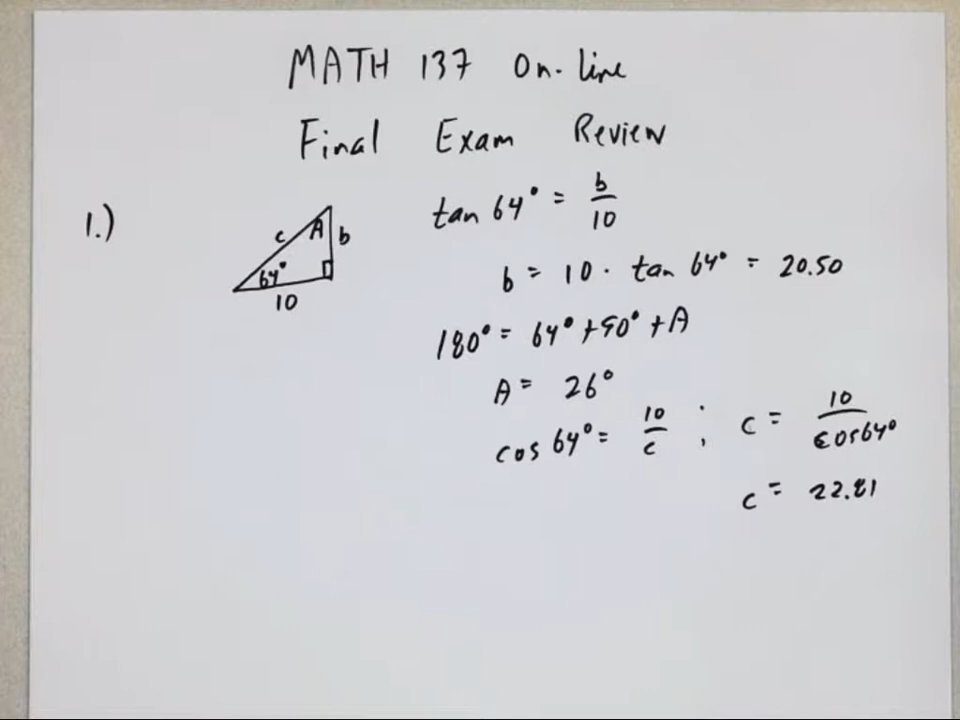 MATH 137 On-line
Final Exam Review
1.)
c A b
64°
10
tan 64° = b/10
b = 10 · tan 64° = 20.50
180° = 64° + 90° + A
A = 26°
cos 64° = 10/c ; c = 10/cos64°
c = 22.81